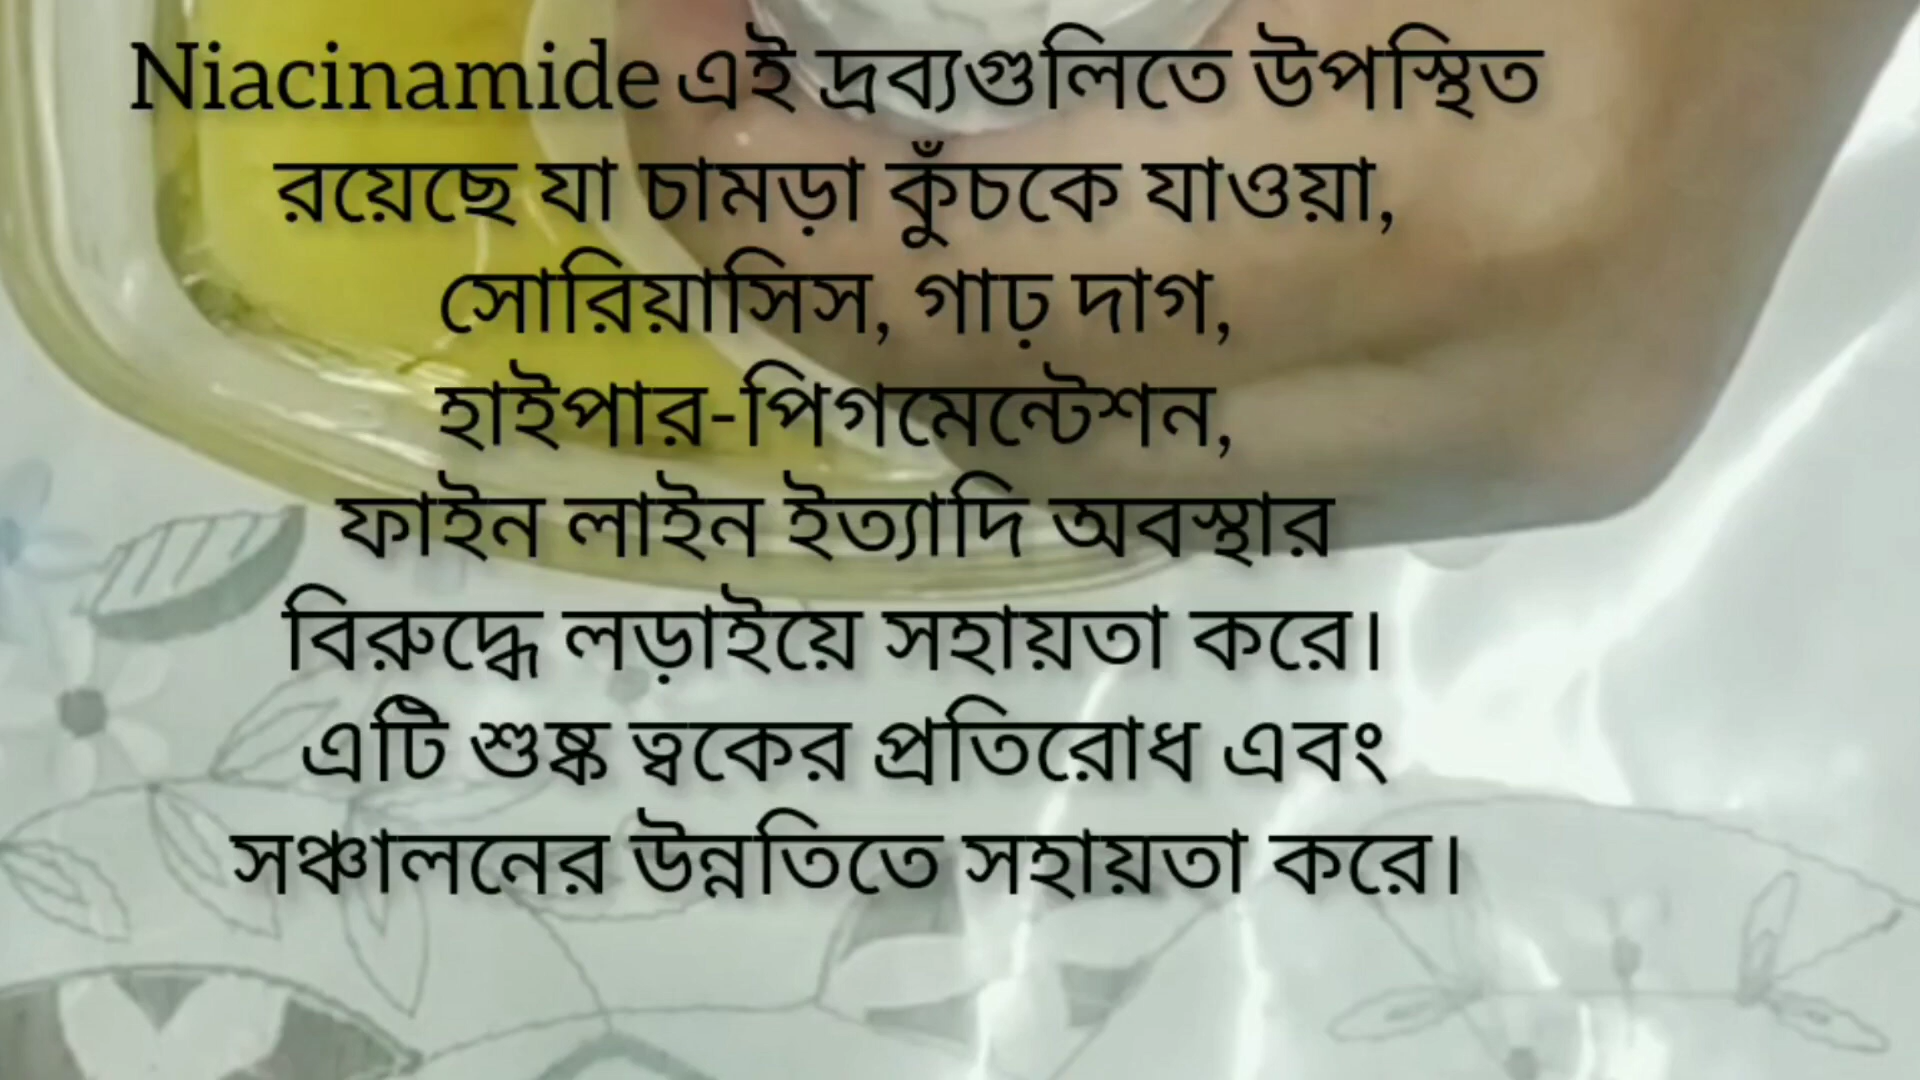 Niacinamide এই দ্রব্যগুলিতে উপস্থিত
রয়েছে যা চামড়া কুঁচকে যাওয়া,
সোরিয়াসিস, গাঢ় দাগ,
হাইপার-পিগমেন্টেশন,
ফাইন লাইন ইত্যাদি অবস্থার
বিরুদ্ধে লড়াইয়ে সহায়তা করে।
এটি শুষ্ক ত্বকের প্রতিরোধ এবং
সঞ্চালনের উন্নতিতে সহায়তা করে।